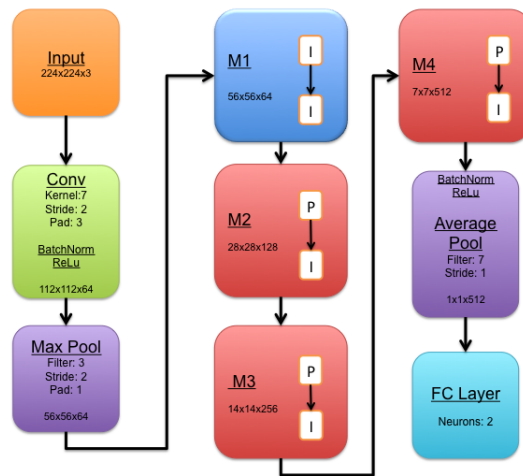 Input
224x224x3
Conv
Kernel:7
Stride: 2
Pad: 3
BatchNorm
ReLu
112x112x64
Max Pool
Filter: 3
Stride: 2
Pad: 1
56x56x64
M1
I
56x56x64
I
M2
P
28x28x128
I
M3
P
14x14x256
I
M4
P
7x7x512
I
BatchNorm
ReLu
Average
Pool
Filter: 7
Stride: 1
1x1x512
FC Layer
Neurons: 2